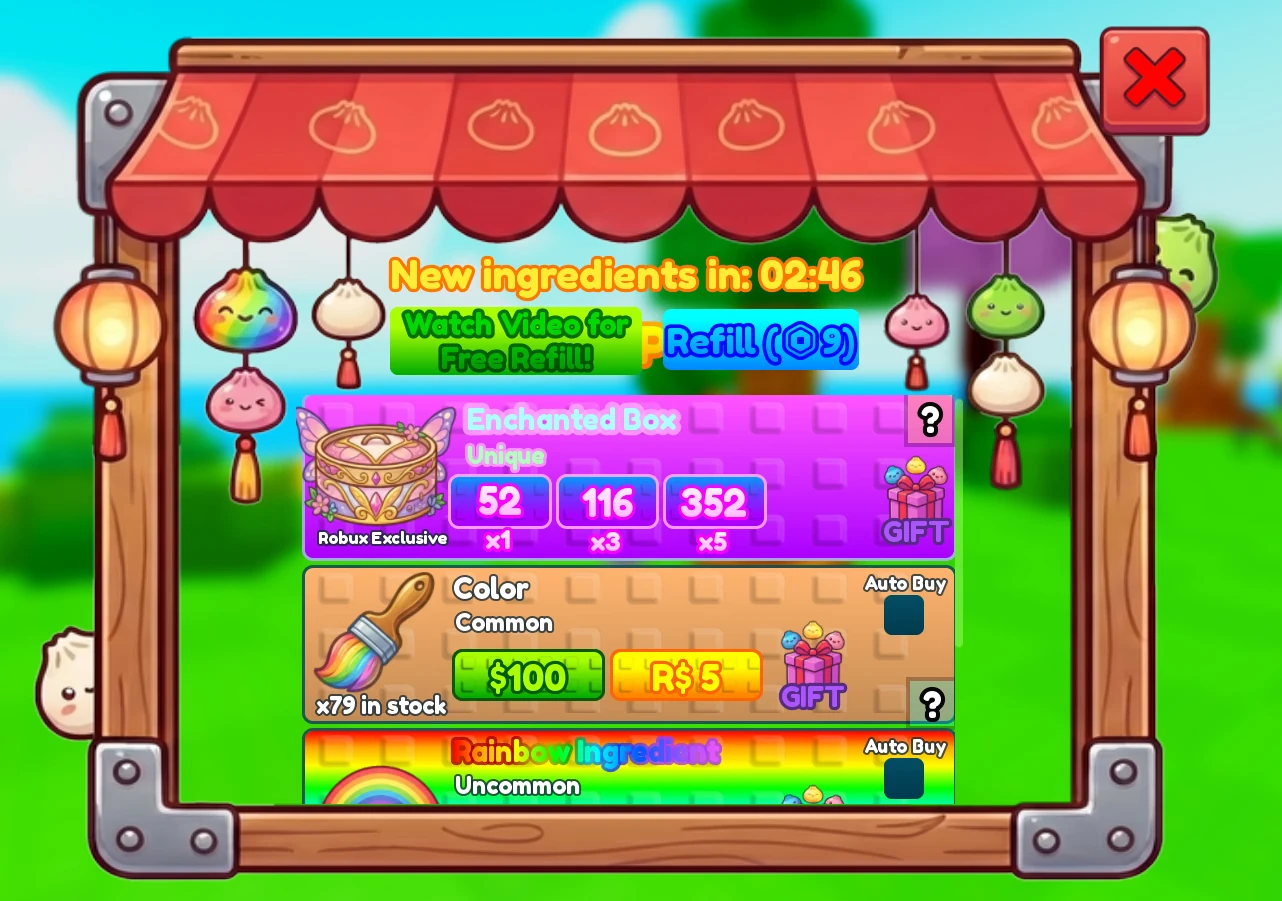 New ingredients in: 02:46
Watch Video for
Free Refill!
P
Refill (9)
Enchanted Box
Unique
52
116
352
x1
x3
x5
Robux Exclusive
?
GIFT
Color
Common
Auto Buy
$100
R$ 5
GIFT
x79 in stock
?
Rainbow Ingredient
Uncommon
Auto Buy